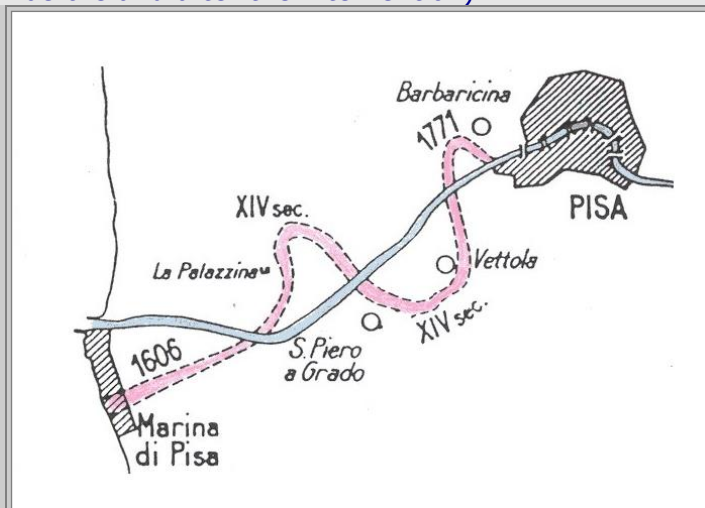 Barbaricina
1771
PISA
XIV sec.
La Palazzina
Vettola
XIV sec.
S. Piero
a Grado
1606
Marina
di Pisa